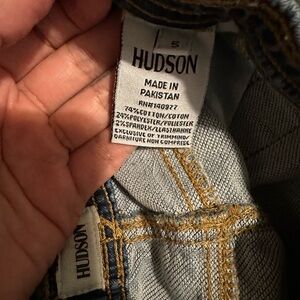 S
HUDSON
MADE IN
PAKISTAN
RN#140927
74%COTTON/COTON
24%POLYESTER/POLIESTER
2%SPANDEX/ELASTHANNE
EXCLUSIVE OF TRIMMING/
GARNITURE NON COMPRISE
HUDSON